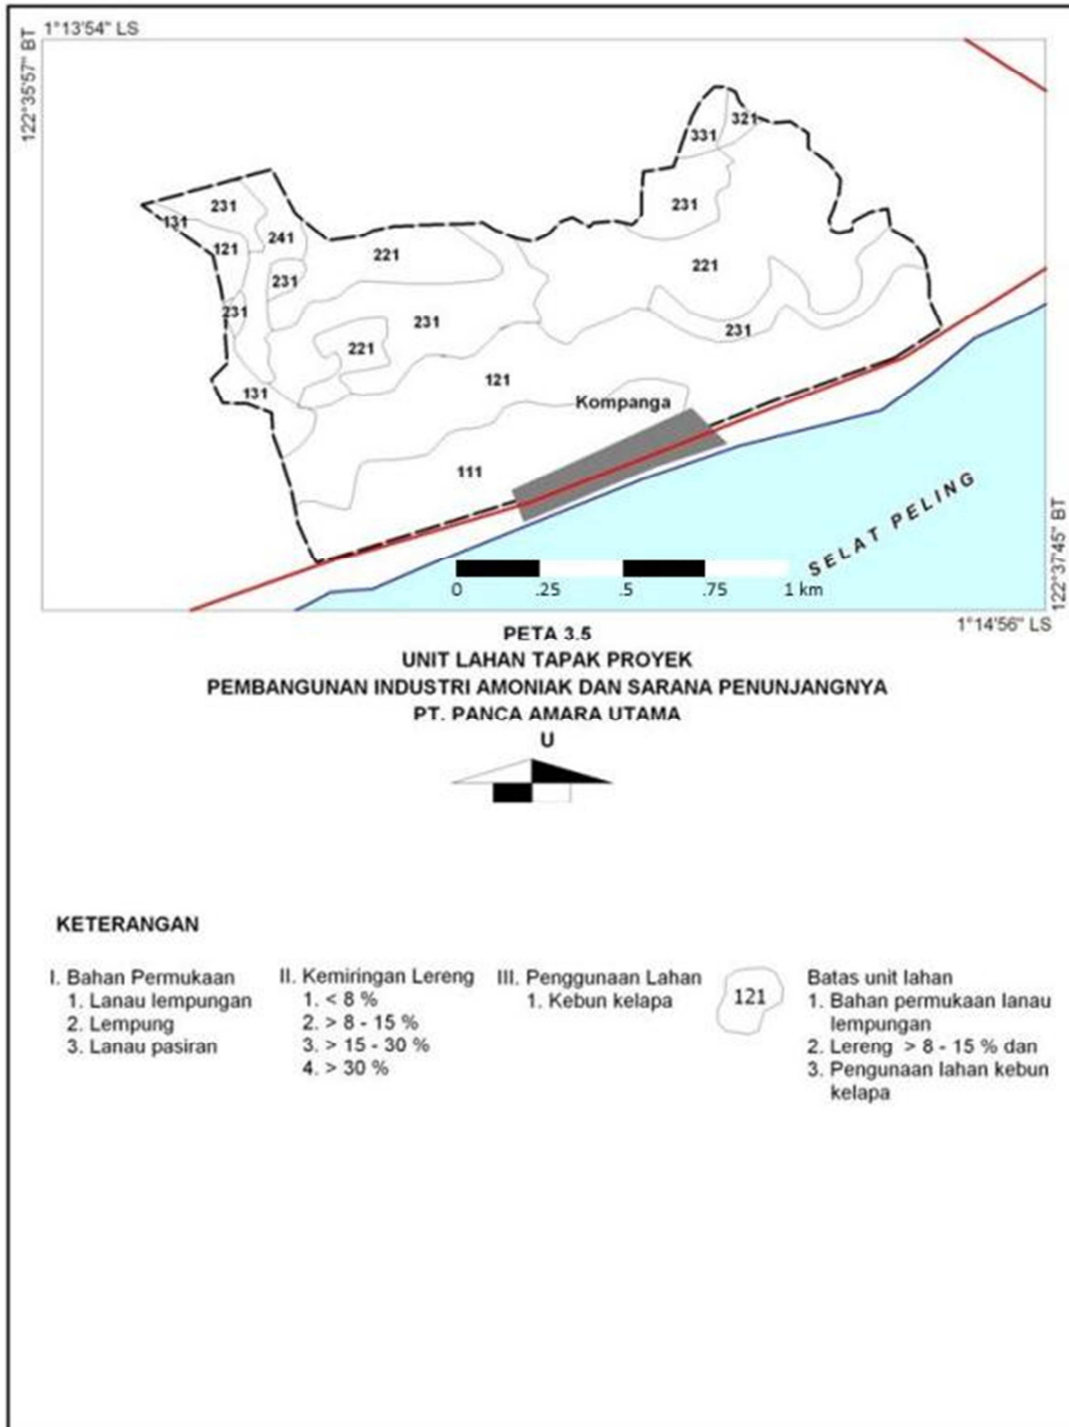 1°13'54" LS
122°35'57" BT
321
331
231
131
231
121
241
221
221
231
231
231
221
231
121
131
Kompanga
111
SELAT PELING
0 .25 .5 .75 1 km
122°37'45" BT
1°14'56" LS
PETA 3.5
UNIT LAHAN TAPAK PROYEK
PEMBANGUNAN INDUSTRI AMONIAK DAN SARANA PENUNJANGNYA
PT. PANCA AMARA UTAMA
U
KETERANGAN
I. Bahan Permukaan
1. Lanau lempungan
2. Lempung
3. Lanau pasiran
II. Kemiringan Lereng
1. < 8 %
2. > 8 - 15 %
3. > 15 - 30 %
4. > 30 %
III. Penggunaan Lahan
1. Kebun kelapa
121
Batas unit lahan
1. Bahan permukaan lanau
lempungan
2. Lereng > 8 - 15 % dan
3. Pengunaan lahan kebun
kelapa